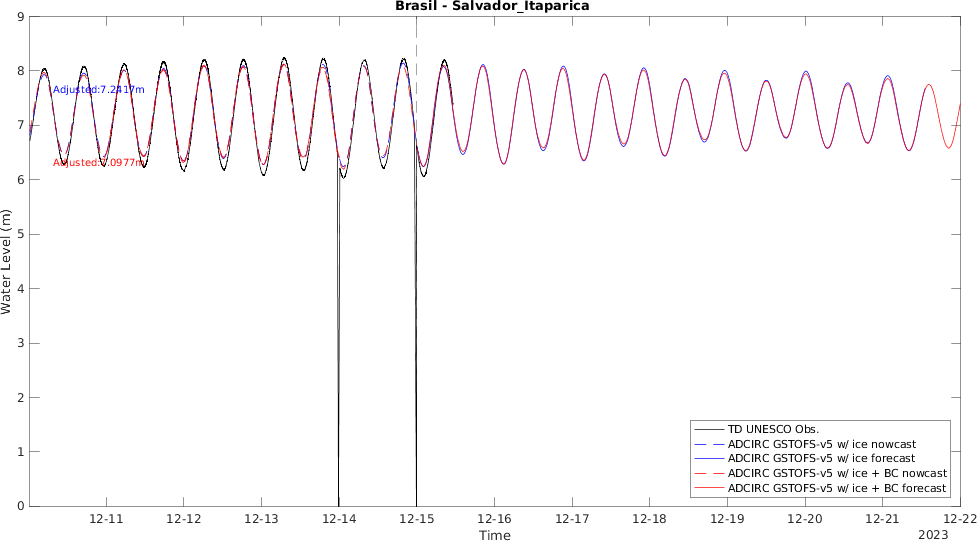 Brasil - Salvador_Itaparica
9
8
7
6
5
4
3
2
1
0
Water Level (m)
Adjusted:7.2417m
Adjusted:7.0977m
TD UNESCO Obs.
ADCIRC GSTOFS-v5 w/ ice nowcast
ADCIRC GSTOFS-v5 w/ ice forecast
ADCIRC GSTOFS-v5 w/ ice + BC nowcast
ADCIRC GSTOFS-v5 w/ ice + BC forecast
12-11
12-12
12-13
12-14
12-15
12-16
12-17
12-18
12-19
12-20
12-21
12-22
Time
2023